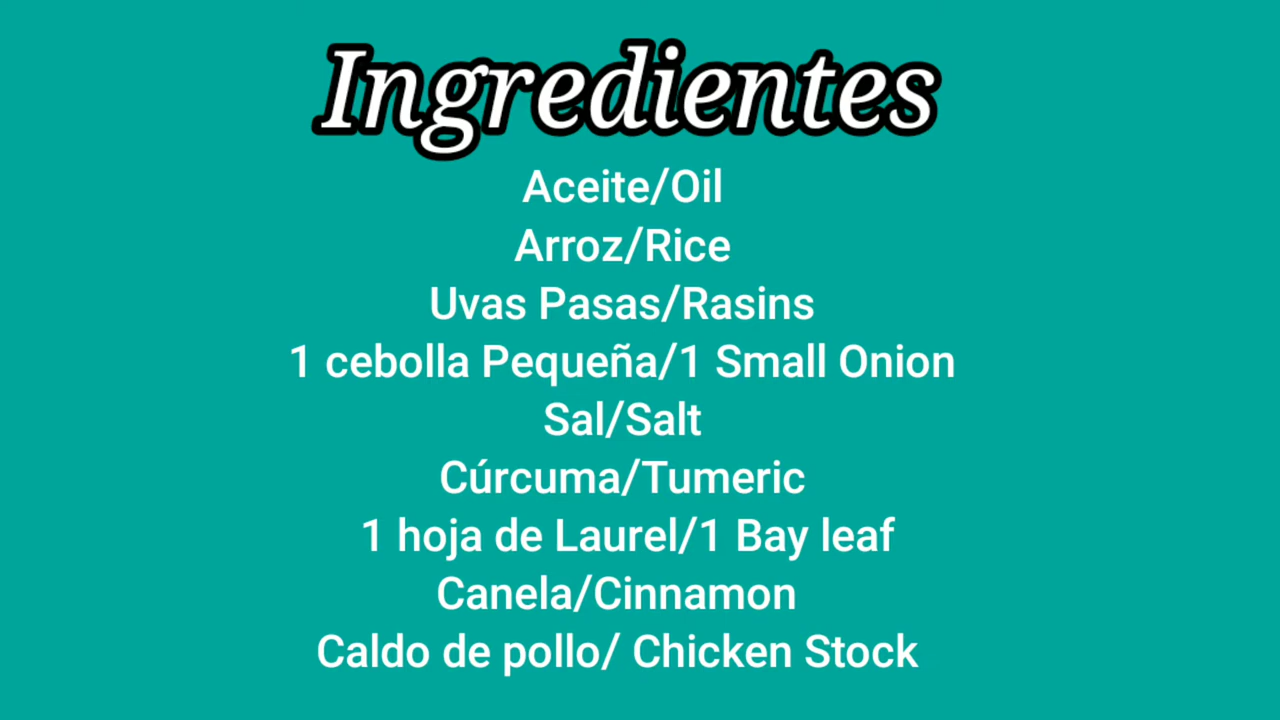 Ingredientes
Aceite/Oil
Arroz/Rice
Uvas Pasas/Rasins
1 cebolla Pequeña/1 Small Onion
Sal/Salt
Cúrcuma/Tumeric
1 hoja de Laurel/1 Bay leaf
Canela/Cinnamon
Caldo de pollo/ Chicken Stock